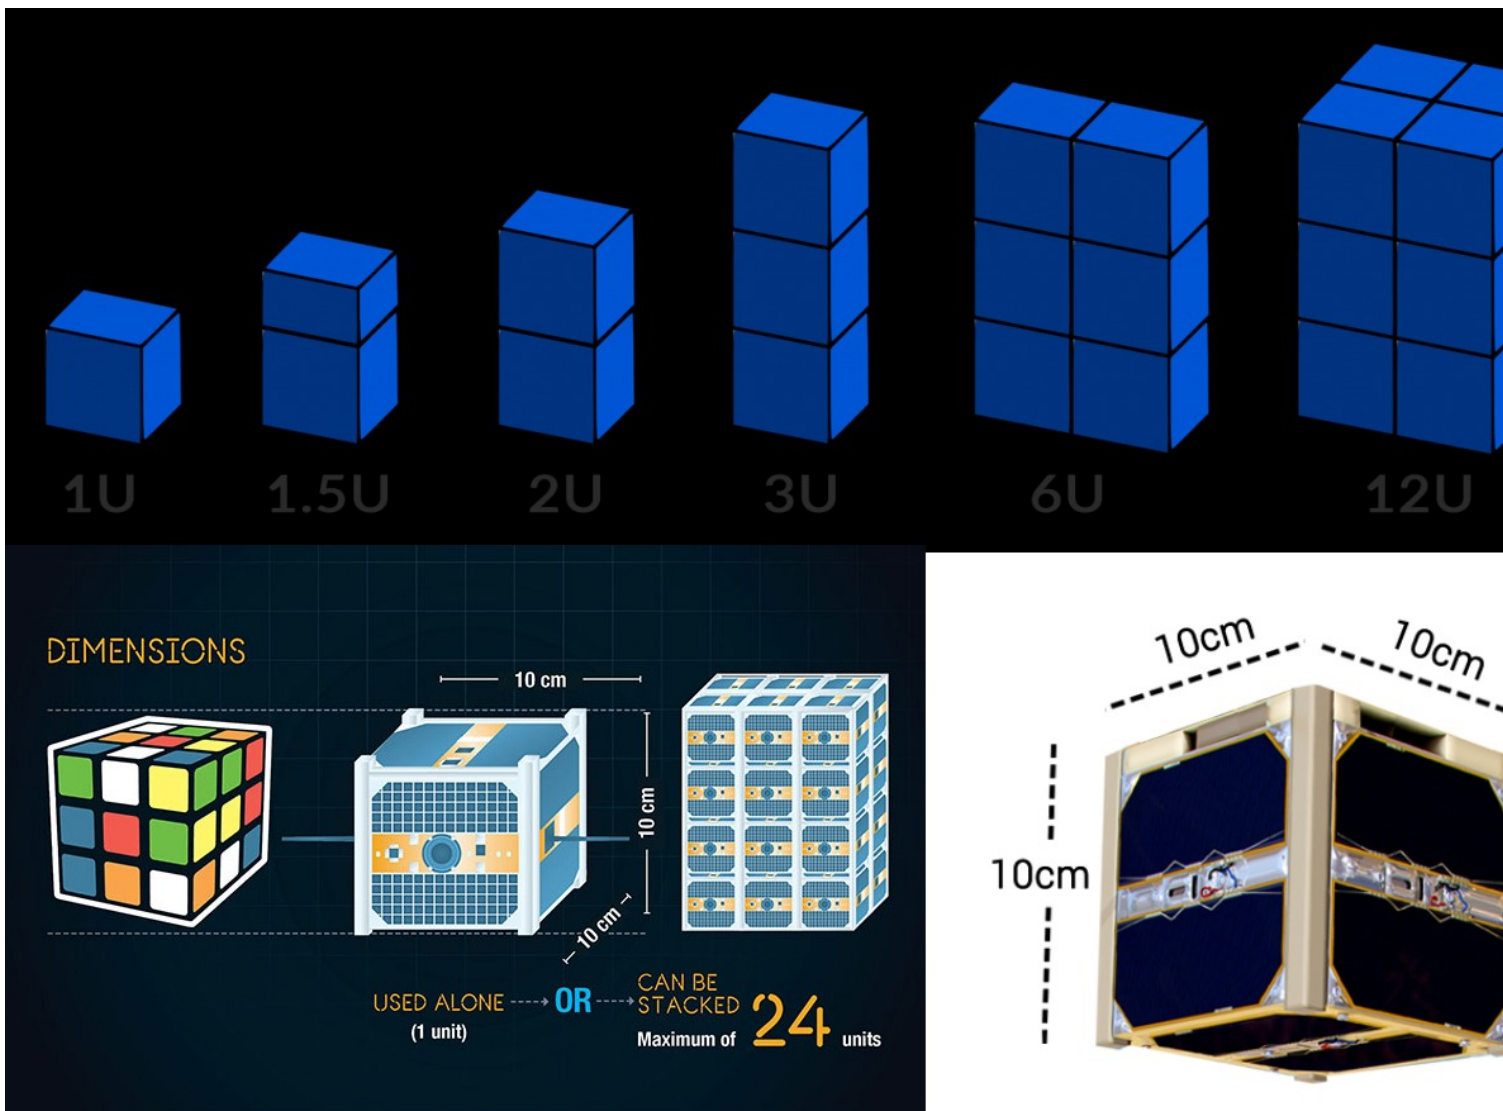 1U 1.5U 2U 3U 6U 12U
DIMENSIONS
10 cm
10 cm
10 cm
USED ALONE
(1 unit)
OR
CAN BE
STACKED
Maximum of 24 units
10cm
10cm
10cm